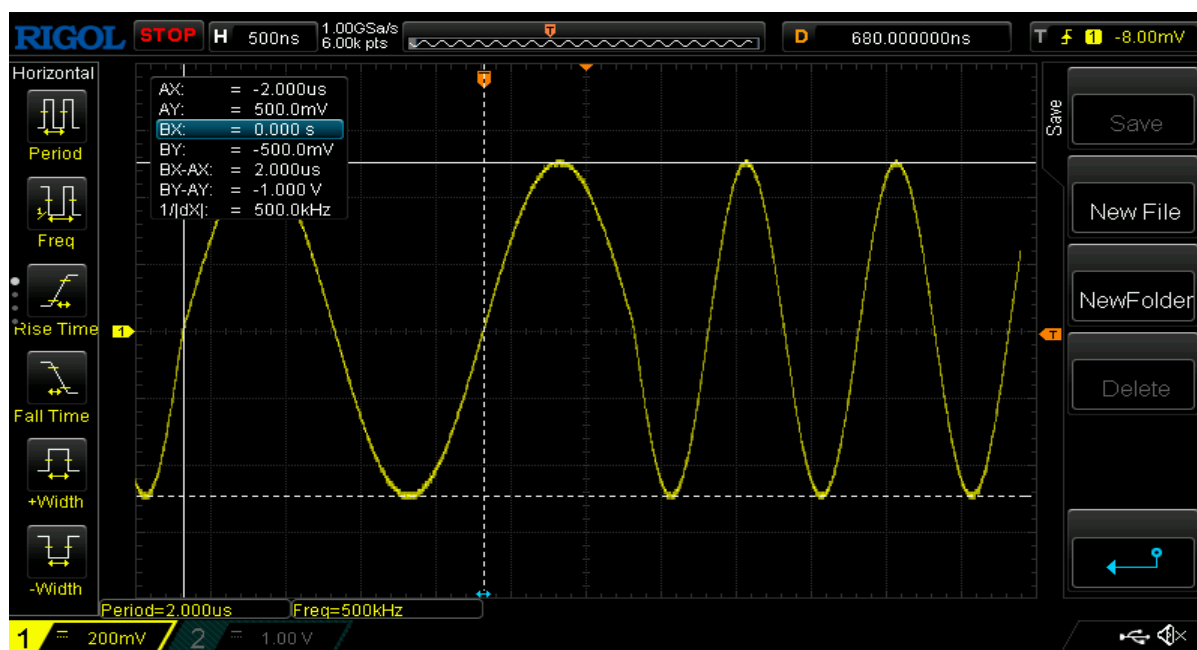 RIGOL STOP H 500ns 1.00GSa/s 6.00k pts T D 680.000000ns T 1 -8.00mV
Horizontal
Period
Freq
Rise Time
Fall Time
+Width
-Width
AX: = -2.000us
AY: = 500.0mV
BX: = 0.000 s
BY: = -500.0mV
BX-AX: = 2.000us
BY-AY: = -1.000 V
1/|dX|: = 500.0kHz
T
1
T
Save
Save
New File
NewFolder
Delete
Period=2.000us Freq=500kHz
1 = 200mV 2 = 1.00 V